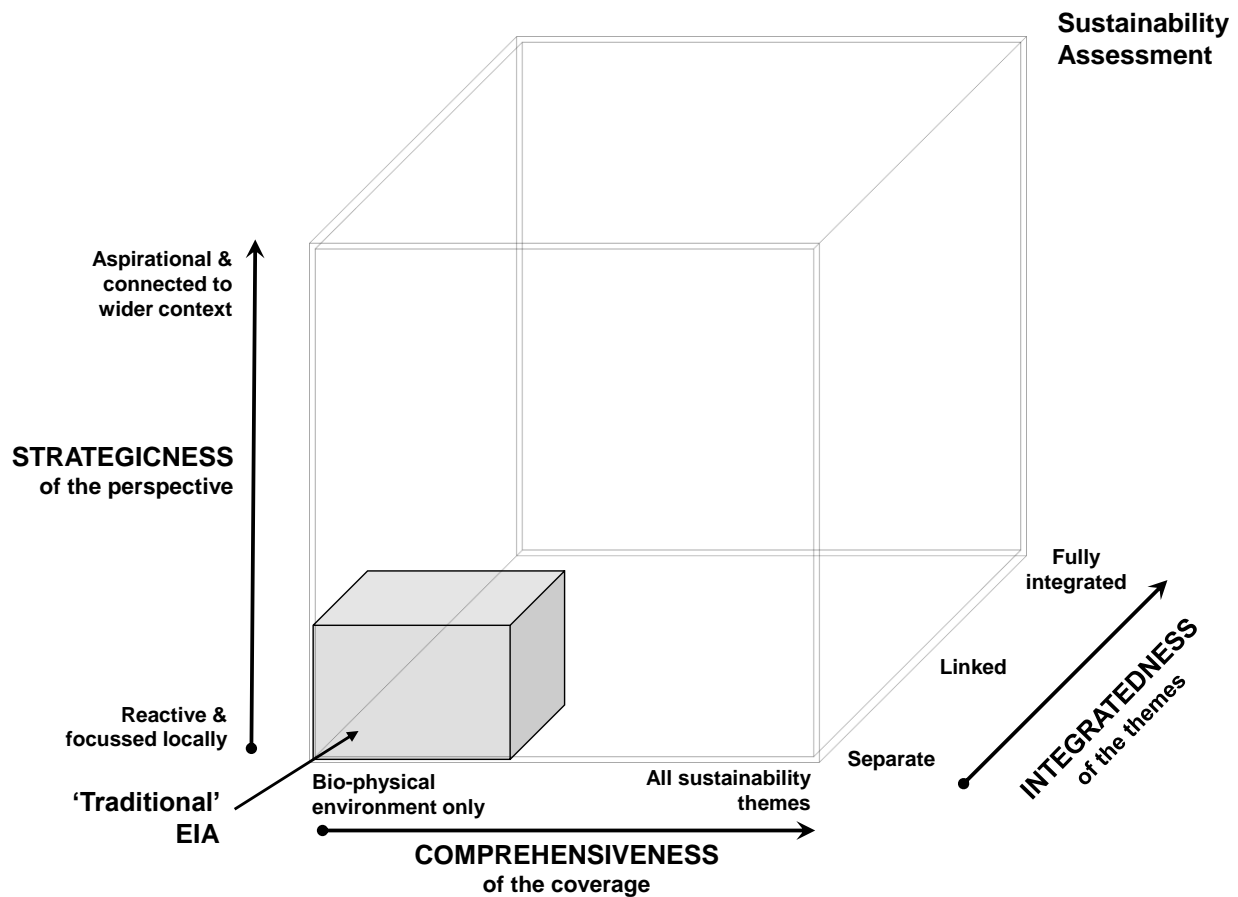 Sustainability
Assessment
Aspirational &
connected to
wider context
STRATEGICNESS
of the perspective
Reactive &
focussed locally
'Traditional'
EIA
Bio-physical
environment only
All sustainability
themes
COMPREHENSIVENESS
of the coverage
Separate
Linked
Fully
integrated
INTEGRATEDNESS
of the themes